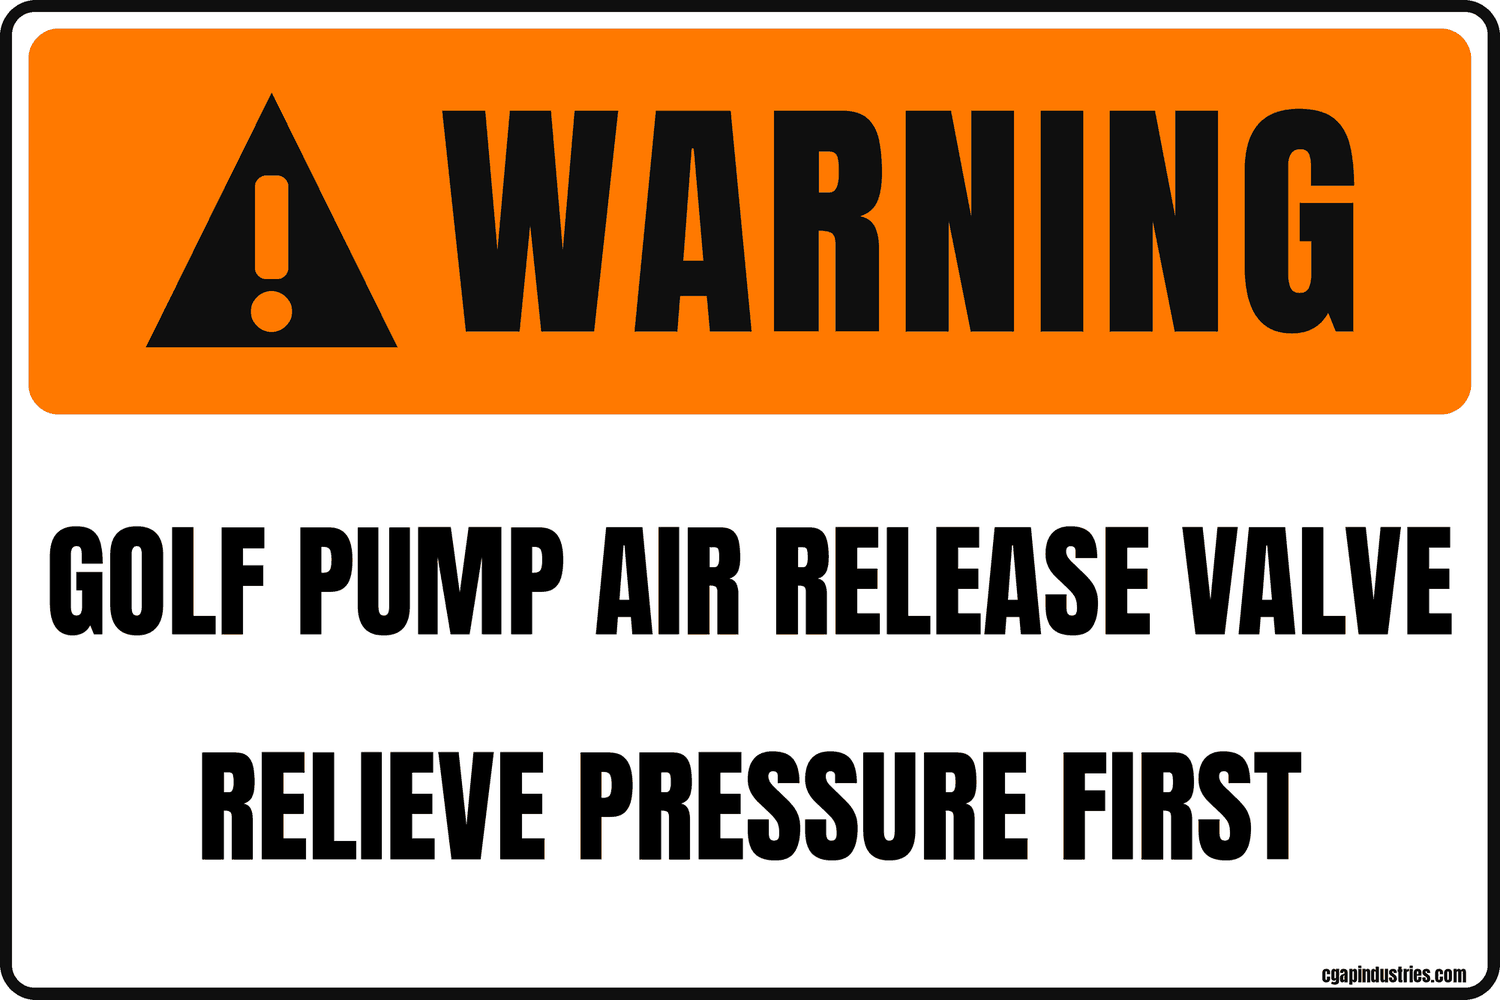 WARNING
GOLF PUMP AIR RELEASE VALVE
RELIEVE PRESSURE FIRST
cgapindustries.com